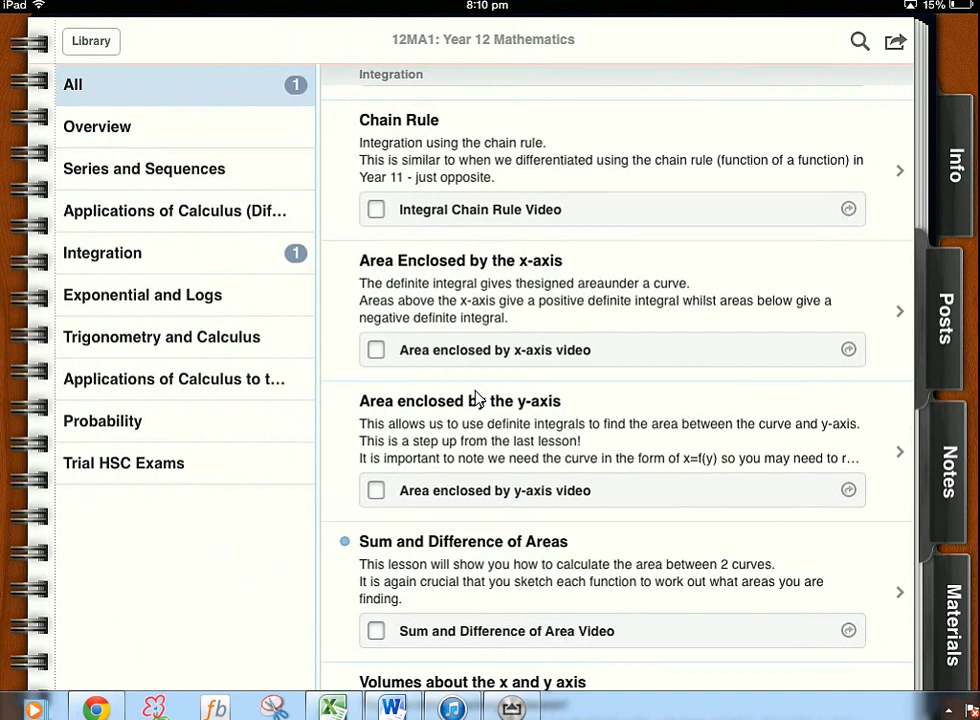 iPad
8:10 pm
15%
Library
12MA1: Year 12 Mathematics
All
1
Overview
Series and Sequences
Applications of Calculus (Dif...
Integration
1
Exponential and Logs
Trigonometry and Calculus
Applications of Calculus to t...
Probability
Trial HSC Exams
Integration
Chain Rule
Integration using the chain rule.
This is similar to when we differentiated using the chain rule (function of a function) in
Year 11 - just opposite.
Integral Chain Rule Video
Area Enclosed by the x-axis
The definite integral gives thesigned areaunder a curve.
Areas above the x-axis give a positive definite integral whilst areas below give a
negative definite integral.
Area enclosed by x-axis video
Area enclosed by the y-axis
This allows us to use definite integrals to find the area between the curve and y-axis.
This is a step up from the last lesson!
It is important to note we need the curve in the form of x=f(y) so you may need to r...
Area enclosed by y-axis video
Sum and Difference of Areas
This lesson will show you how to calculate the area between 2 curves.
It is again crucial that you sketch each function to work out what areas you are
finding.
Sum and Difference of Area Video
Volumes about the x and y axis
Info
Posts
Notes
Materials
fb